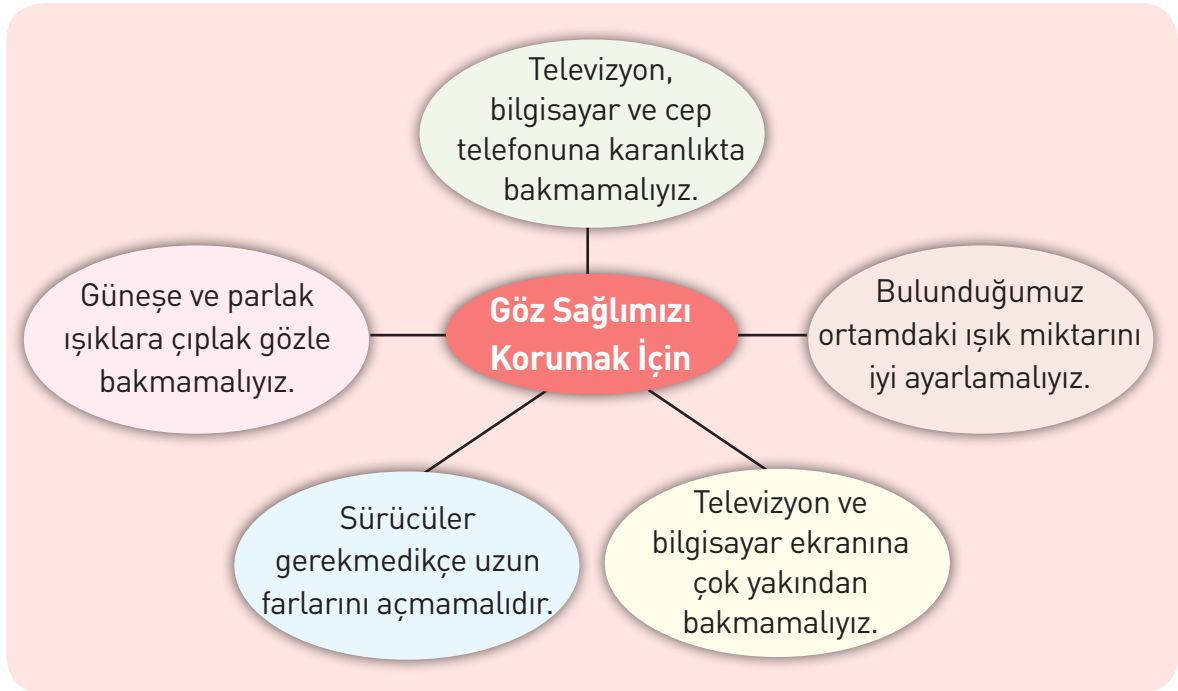 Televizyon,
bilgisayar ve cep
telefonuna karanlıkta
bakmamalıyız.
Güneşe ve parlak
ışıklara çıplak gözle
bakmamalıyız.
Göz Sağlımızı
Korumak İçin
Bulunduğumuz
ortamdaki ışık miktarını
iyi ayarlamalıyız.
Sürücüler
gerekmedikçe uzun
farlarını açmamalıdır.
Televizyon ve
bilgisayar ekranına
çok yakından
bakmamalıyız.